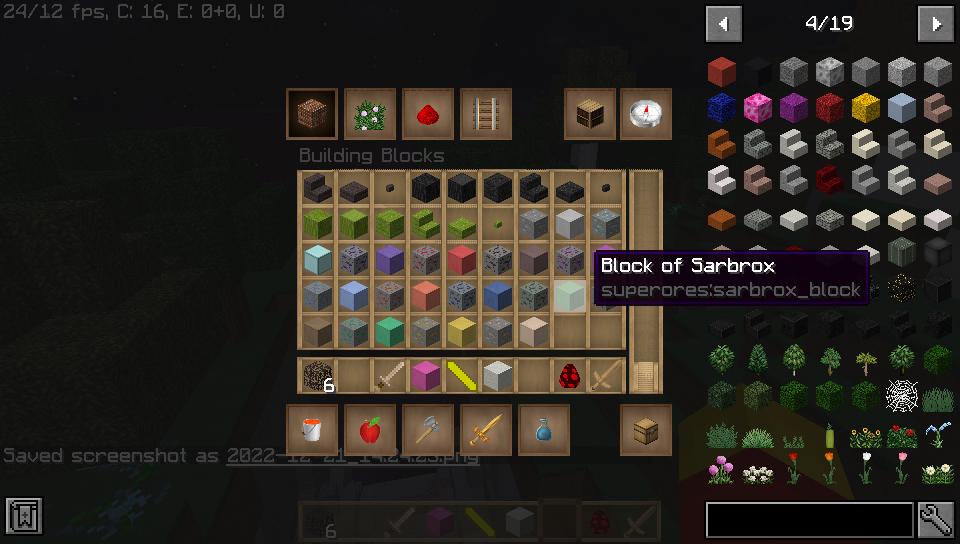 24/12 fps, C: 16, E: 0+0, U: 0
4/19
Building Blocks
Block of Sarbrox
superores:sarbrox_block
6
Saved screenshot as 2022-12-21_14.24.23.png
6